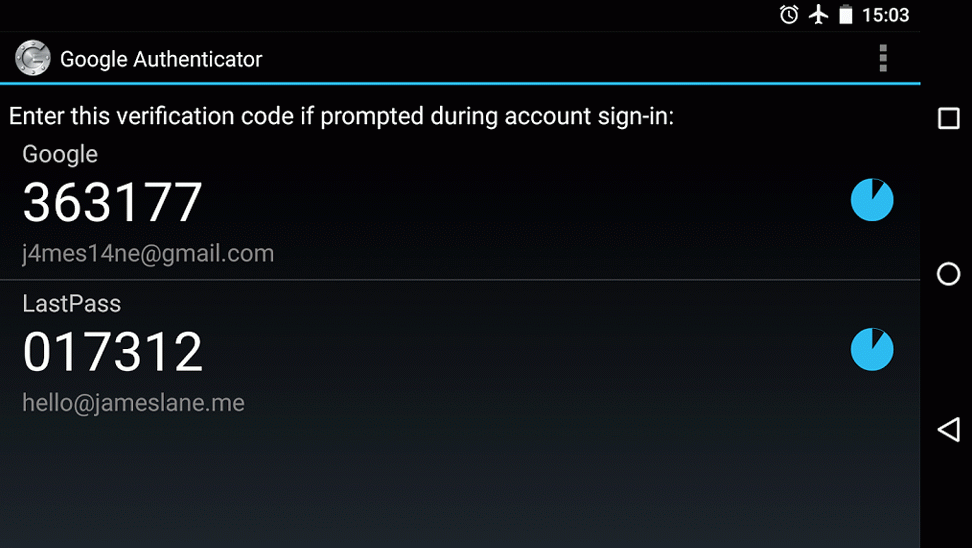 15:03
Google Authenticator
Enter this verification code if prompted during account sign-in:
Google
363177
j4mes14ne@gmail.com
LastPass
017312
hello@jameslane.me